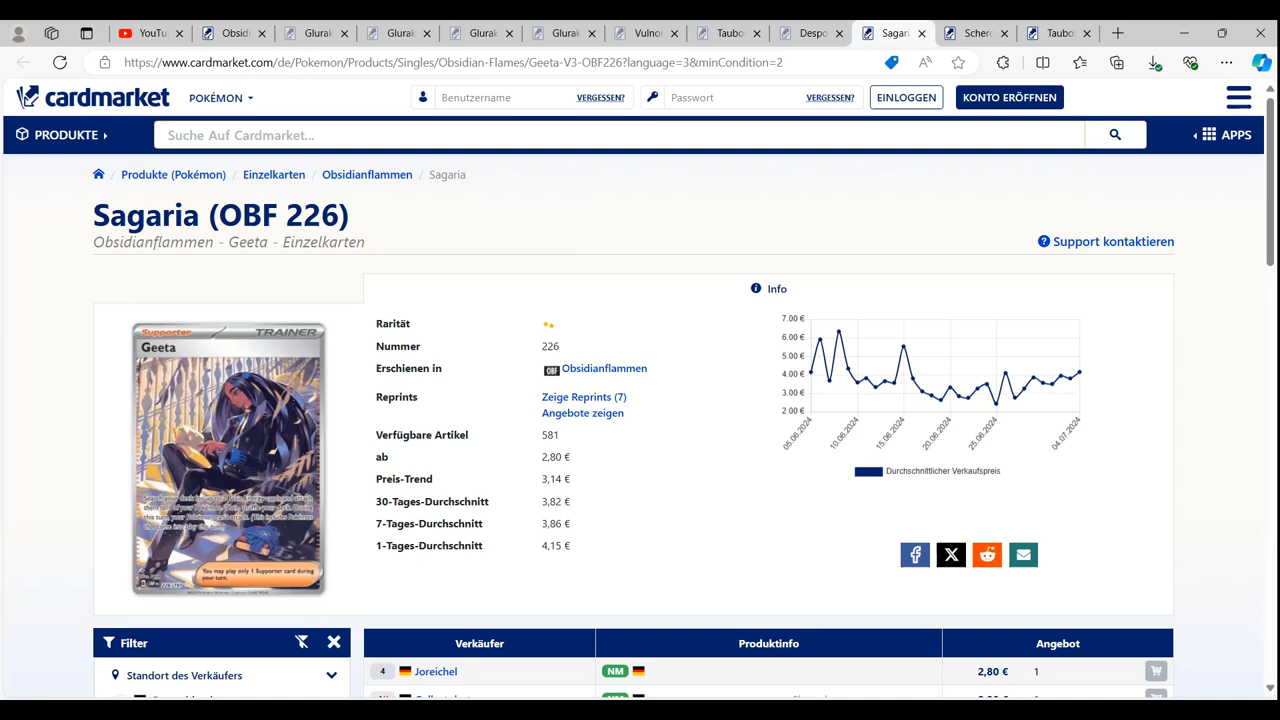 YouTu
Obsid
Glurak
Glurak
Glurak
Glurak
Vulnor
Taubo
Despo
Sagari
Schero
Taubo
https://www.cardmarket.com/de/Pokemon/Products/Singles/Obsidian-Flames/Geeta-V3-OBF226?language=3&minCondition=2
cardmarket
POKÉMON
Benutzername
VERGESSEN?
Passwort
VERGESSEN?
EINLOGGEN
KONTO ERÖFFNEN
PRODUKTE
Suche Auf Cardmarket...
APPS
/ Produkte (Pokémon) / Einzelkarten / Obsidianflammen / Sagaria
Sagaria (OBF 226)
Obsidianflammen - Geeta - Einzelkarten
Support kontaktieren
Info
Supporter
TRAINER
Geeta
You may play only 1 Supporter card during
your turn.
Rarität
Nummer 226
Erschienen in OBF Obsidianflammen
Reprints Zeige Reprints (7)
Angebote zeigen
Verfügbare Artikel 581
ab 2,80 €
Preis-Trend 3,14 €
30-Tages-Durchschnitt 3,82 €
7-Tages-Durchschnitt 3,86 €
1-Tages-Durchschnitt 4,15 €
7.00 €
6.00 €
5.00 €
4.00 €
3.00 €
2.00 €
05.06.2024
10.06.2024
15.06.2024
20.06.2024
25.06.2024
04.07.2024
Durchschnittlicher Verkaufspreis
Filter
Standort des Verkäufers
Verkäufer Produktinfo Angebot
4 Joreichel NM 2,80 € 1